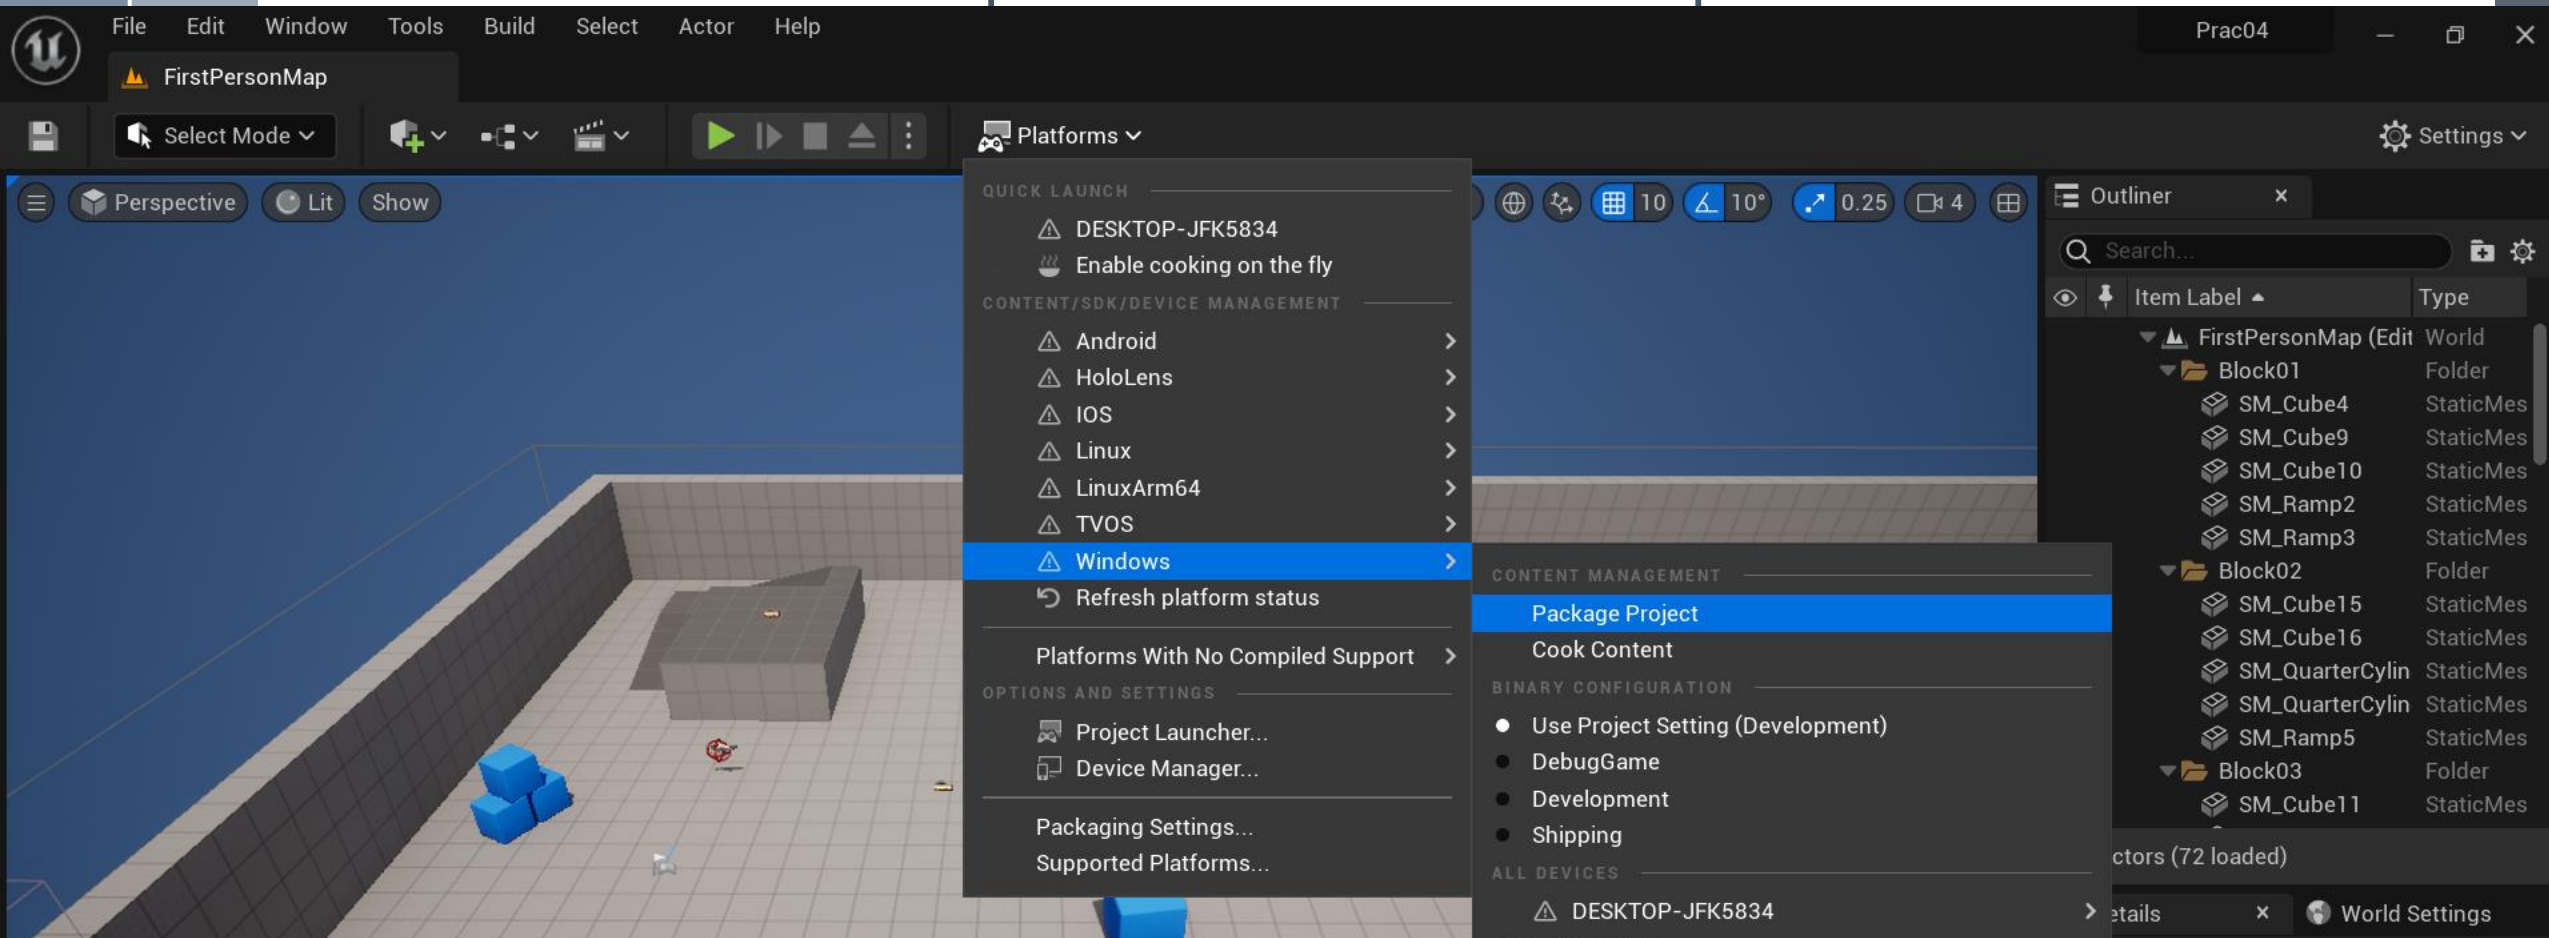 File Edit Window Tools Build Select Actor Help
Prac04
FirstPersonMap
Select Mode
Platforms
Settings
Perspective
Lit
Show
QUICK LAUNCH
DESKTOP-JFK5834
Enable cooking on the fly
CONTENT/SDK/DEVICE MANAGEMENT
Android
HoloLens
IOS
Linux
LinuxArm64
TVOS
Windows
Refresh platform status
Platforms With No Compiled Support
OPTIONS AND SETTINGS
Project Launcher...
Device Manager...
Packaging Settings...
Supported Platforms...
CONTENT MANAGEMENT
Package Project
Cook Content
BINARY CONFIGURATION
Use Project Setting (Development)
DebugGame
Development
Shipping
ALL DEVICES
DESKTOP-JFK5834
10
10°
0.25
4
Outliner
Search...
Item Label Type
FirstPersonMap (Edit World
Block01 Folder
SM_Cube4 StaticMes
SM_Cube9 StaticMes
SM_Cube10 StaticMes
SM_Ramp2 StaticMes
SM_Ramp3 StaticMes
Block02 Folder
SM_Cube15 StaticMes
SM_Cube16 StaticMes
SM_QuarterCylin StaticMes
SM_QuarterCylin StaticMes
SM_Ramp5 StaticMes
Block03 Folder
SM_Cube11 StaticMes
ctors (72 loaded)
etails
World Settings